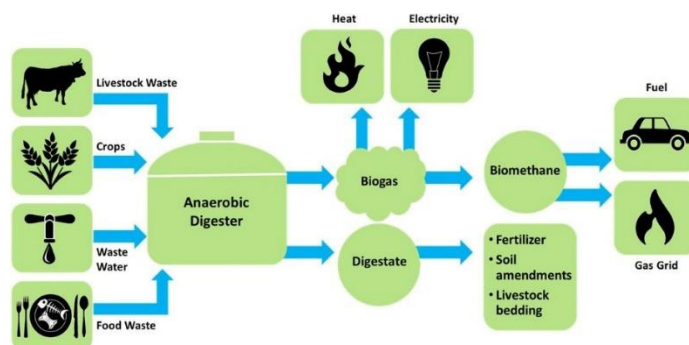 Heat
Electricity
Livestock Waste
Crops
Waste
Water
Food Waste
Anaerobic
Digester
Biogas
Digestate
Biomethane
Fuel
Gas Grid
• Fertilizer
• Soil
amendments
• Livestock
bedding